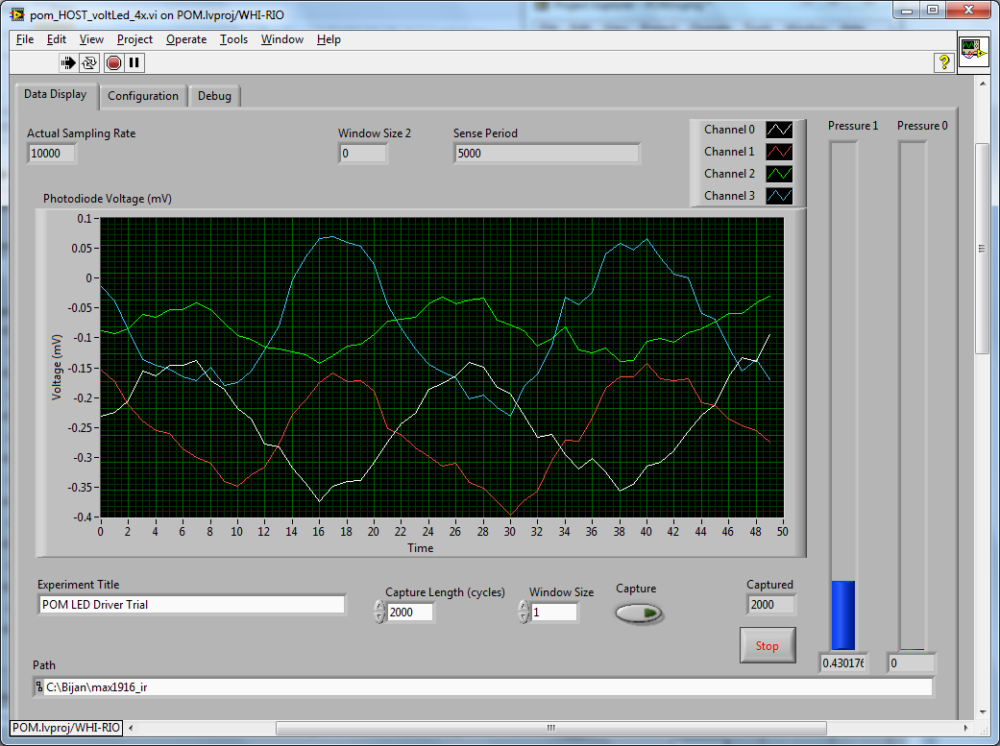 pom_HOST_voltLed_4x.vi on POM.lvproj/WHI-RIO
File Edit View Project Operate Tools Window Help
Data Display Configuration Debug
Actual Sampling Rate Window Size 2 Sense Period
10000 0 5000
Channel 0
Channel 1
Channel 2
Channel 3
Pressure 1 Pressure 0
Photodiode Voltage (mV)
Voltage (mV)
0.1
0.05
0
-0.05
-0.1
-0.15
-0.2
-0.25
-0.3
-0.35
-0.4
0 2 4 6 8 10 12 14 16 18 20 22 24 26 28 30 32 34 36 38 40 42 44 46 48 50
Time
Experiment Title
POM LED Driver Trial
Capture Length (cycles) Window Size Capture Captured
2000 1 2000
Stop
0.430176 0
Path
C:\Bijan\max1916_ir
POM.lvproj/WHI-RIO